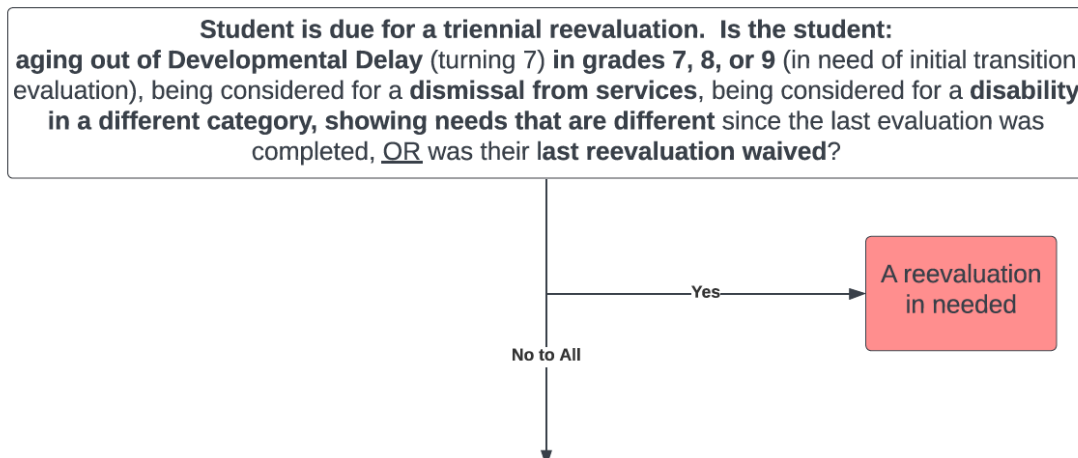 Student is due for a triennial reevaluation. Is the student:
aging out of Developmental Delay (turning 7) in grades 7, 8, or 9 (in need of initial transition
evaluation), being considered for a dismissal from services, being considered for a disability
in a different category, showing needs that are different since the last evaluation was
completed, OR was their last reevaluation waived?
Yes
A reevaluation
in needed
No to All